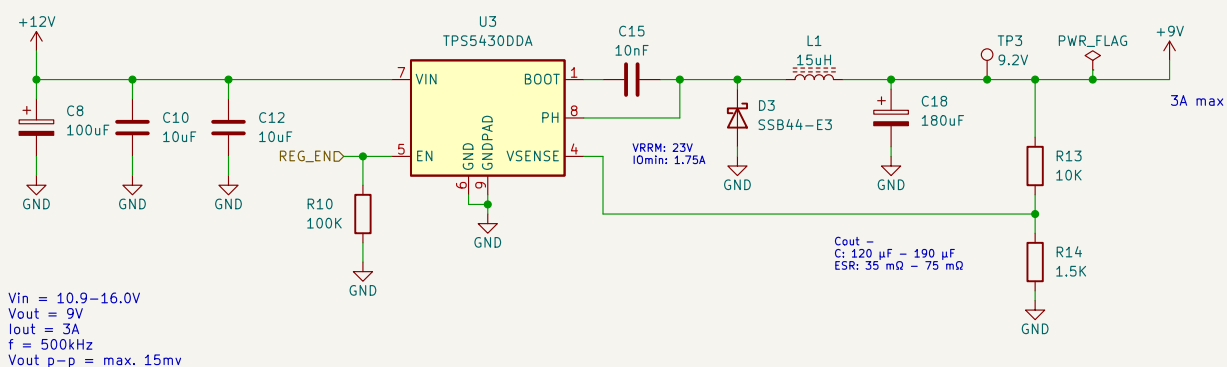 +12V
U3
TPS5430DDA
C15
10nF
L1
15uH
TP3
9.2V
PWR_FLAG
+9V
7
VIN
BOOT
1
3A max
C8
100uF
C10
10uF
C12
10uF
PH
8
D3
SSB44-E3
C18
180uF
VRRM: 23V
IOmin: 1.75A
REG_EN
5
EN
GND
GNDPAD
VSENSE
4
6
9
R13
10K
GND
GND
GND
GND
GND
R10
100K
GND
Cout -
C: 120 µF - 190 µF
ESR: 35 mΩ - 75 mΩ
R14
1.5K
GND
GND
Vin = 10.9-16.0V
Vout = 9V
Iout = 3A
f = 500kHz
Vout p-p = max. 15mv